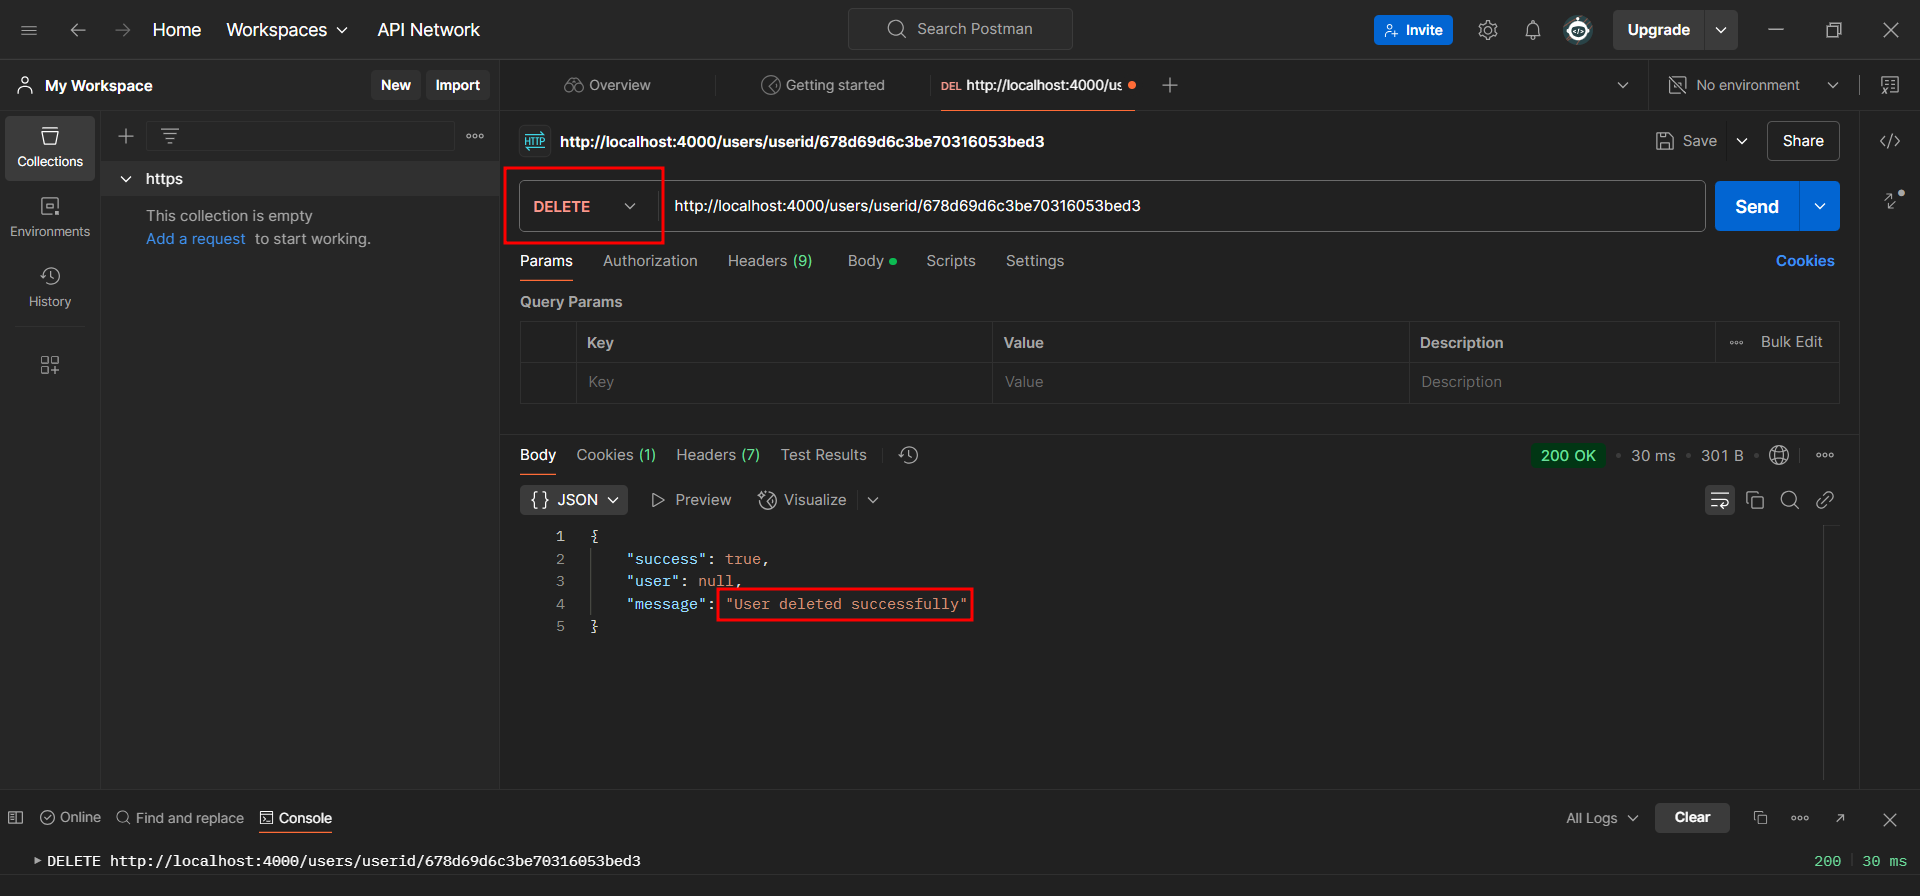 Home Workspaces API Network Search Postman Invite Upgrade
My Workspace New Import Overview Getting started DEL http://localhost:4000/us No environment
Collections
Environments
History
https
This collection is empty
Add a request to start working.
HTTP http://localhost:4000/users/userid/678d69d6c3be70316053bed3 Save Share
DELETE http://localhost:4000/users/userid/678d69d6c3be70316053bed3 Send
Params Authorization Headers (9) Body Scripts Settings Cookies
Query Params
Key Value Description Bulk Edit
Key Value Description
Body Cookies (1) Headers (7) Test Results 200 OK 30 ms 301 B
{} JSON Preview Visualize
1 {
2 "success": true,
3 "user": null,
4 "message": "User deleted successfully"
5 }
Online Find and replace Console All Logs Clear
DELETE http://localhost:4000/users/userid/678d69d6c3be70316053bed3 200 30 ms